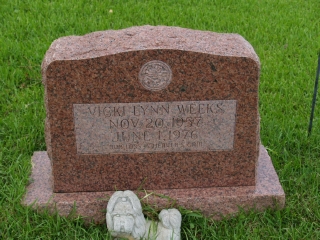 VICKI LYNN WEEKS
NOV. 20, 1957
JUNE 1, 1976